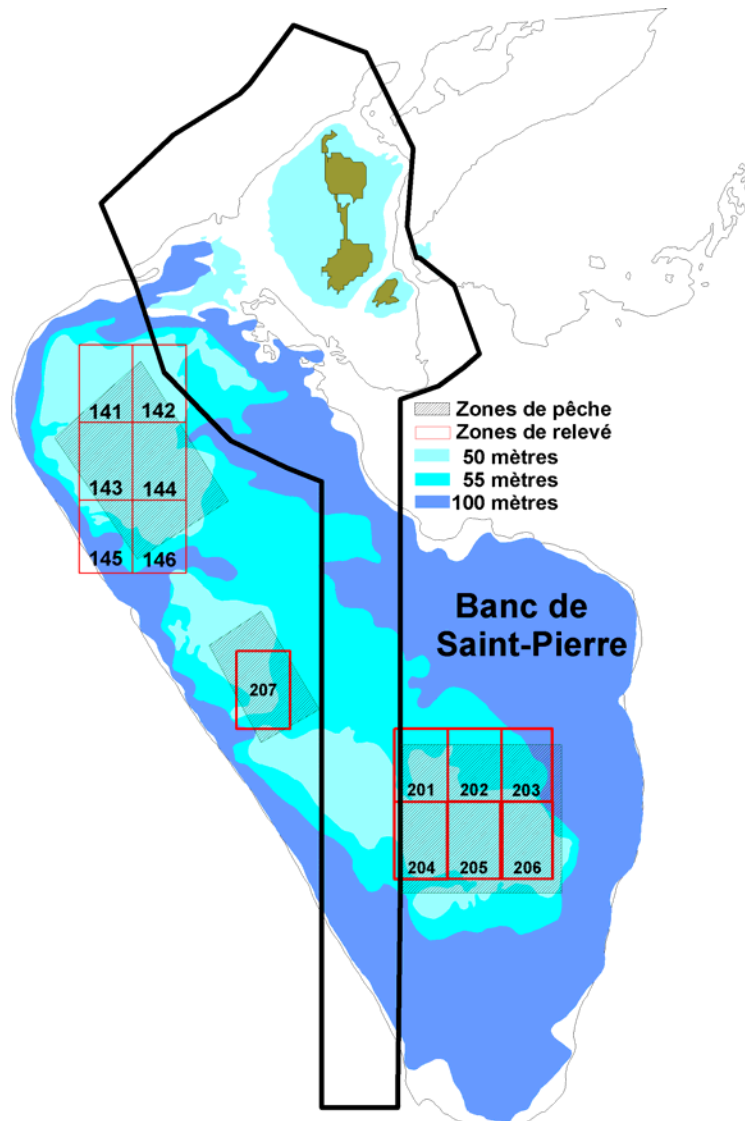 Zones de pêche
Zones de relevé
50 mètres
55 mètres
100 mètres
141
142
143
144
145
146
Banc de
Saint-Pierre
207
201
202
203
204
205
206